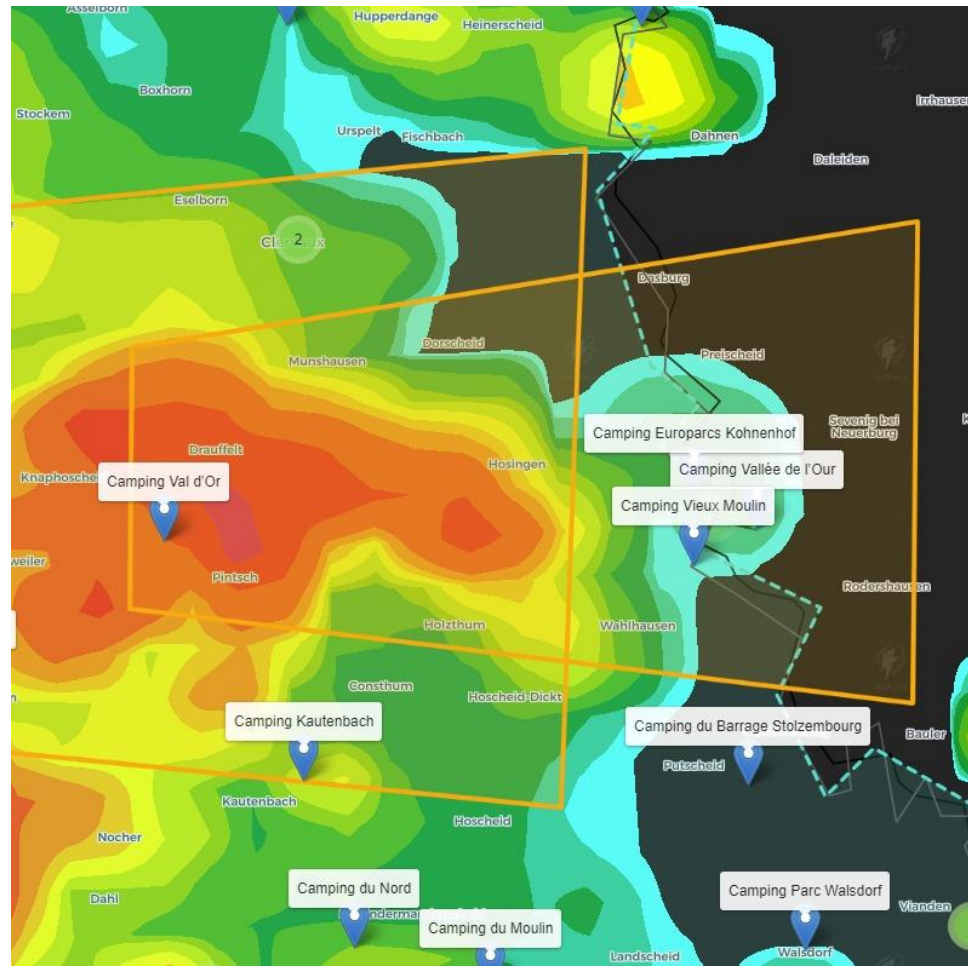 Asselborn
Hupperdange
Heinerscheid
Boxhorn
Stockem
Urspelt
Fischbach
Dahnen
Daleiden
Eselborn
2
Dasburg
Dorscheid
Munshausen
Preischeid
Sevenig bei
Neuerburg
Camping Europarcs Kohnenhof
Drauffelt
Hosingen
Camping Vallée de l'Our
Camping Val d'Or
Camping Vieux Moulin
Pintsch
Rodershausen
Holzthum
Wahlhausen
Consthum
Hoscheid-Dickt
Camping Kautenbach
Camping du Barrage Stolzembourg
Bauler
Putscheid
Kautenbach
Hoscheid
Nocher
Camping du Nord
Camping Parc Walsdorf
Dahl
Vianden
Camping du Moulin
Landscheid
Walsdorf